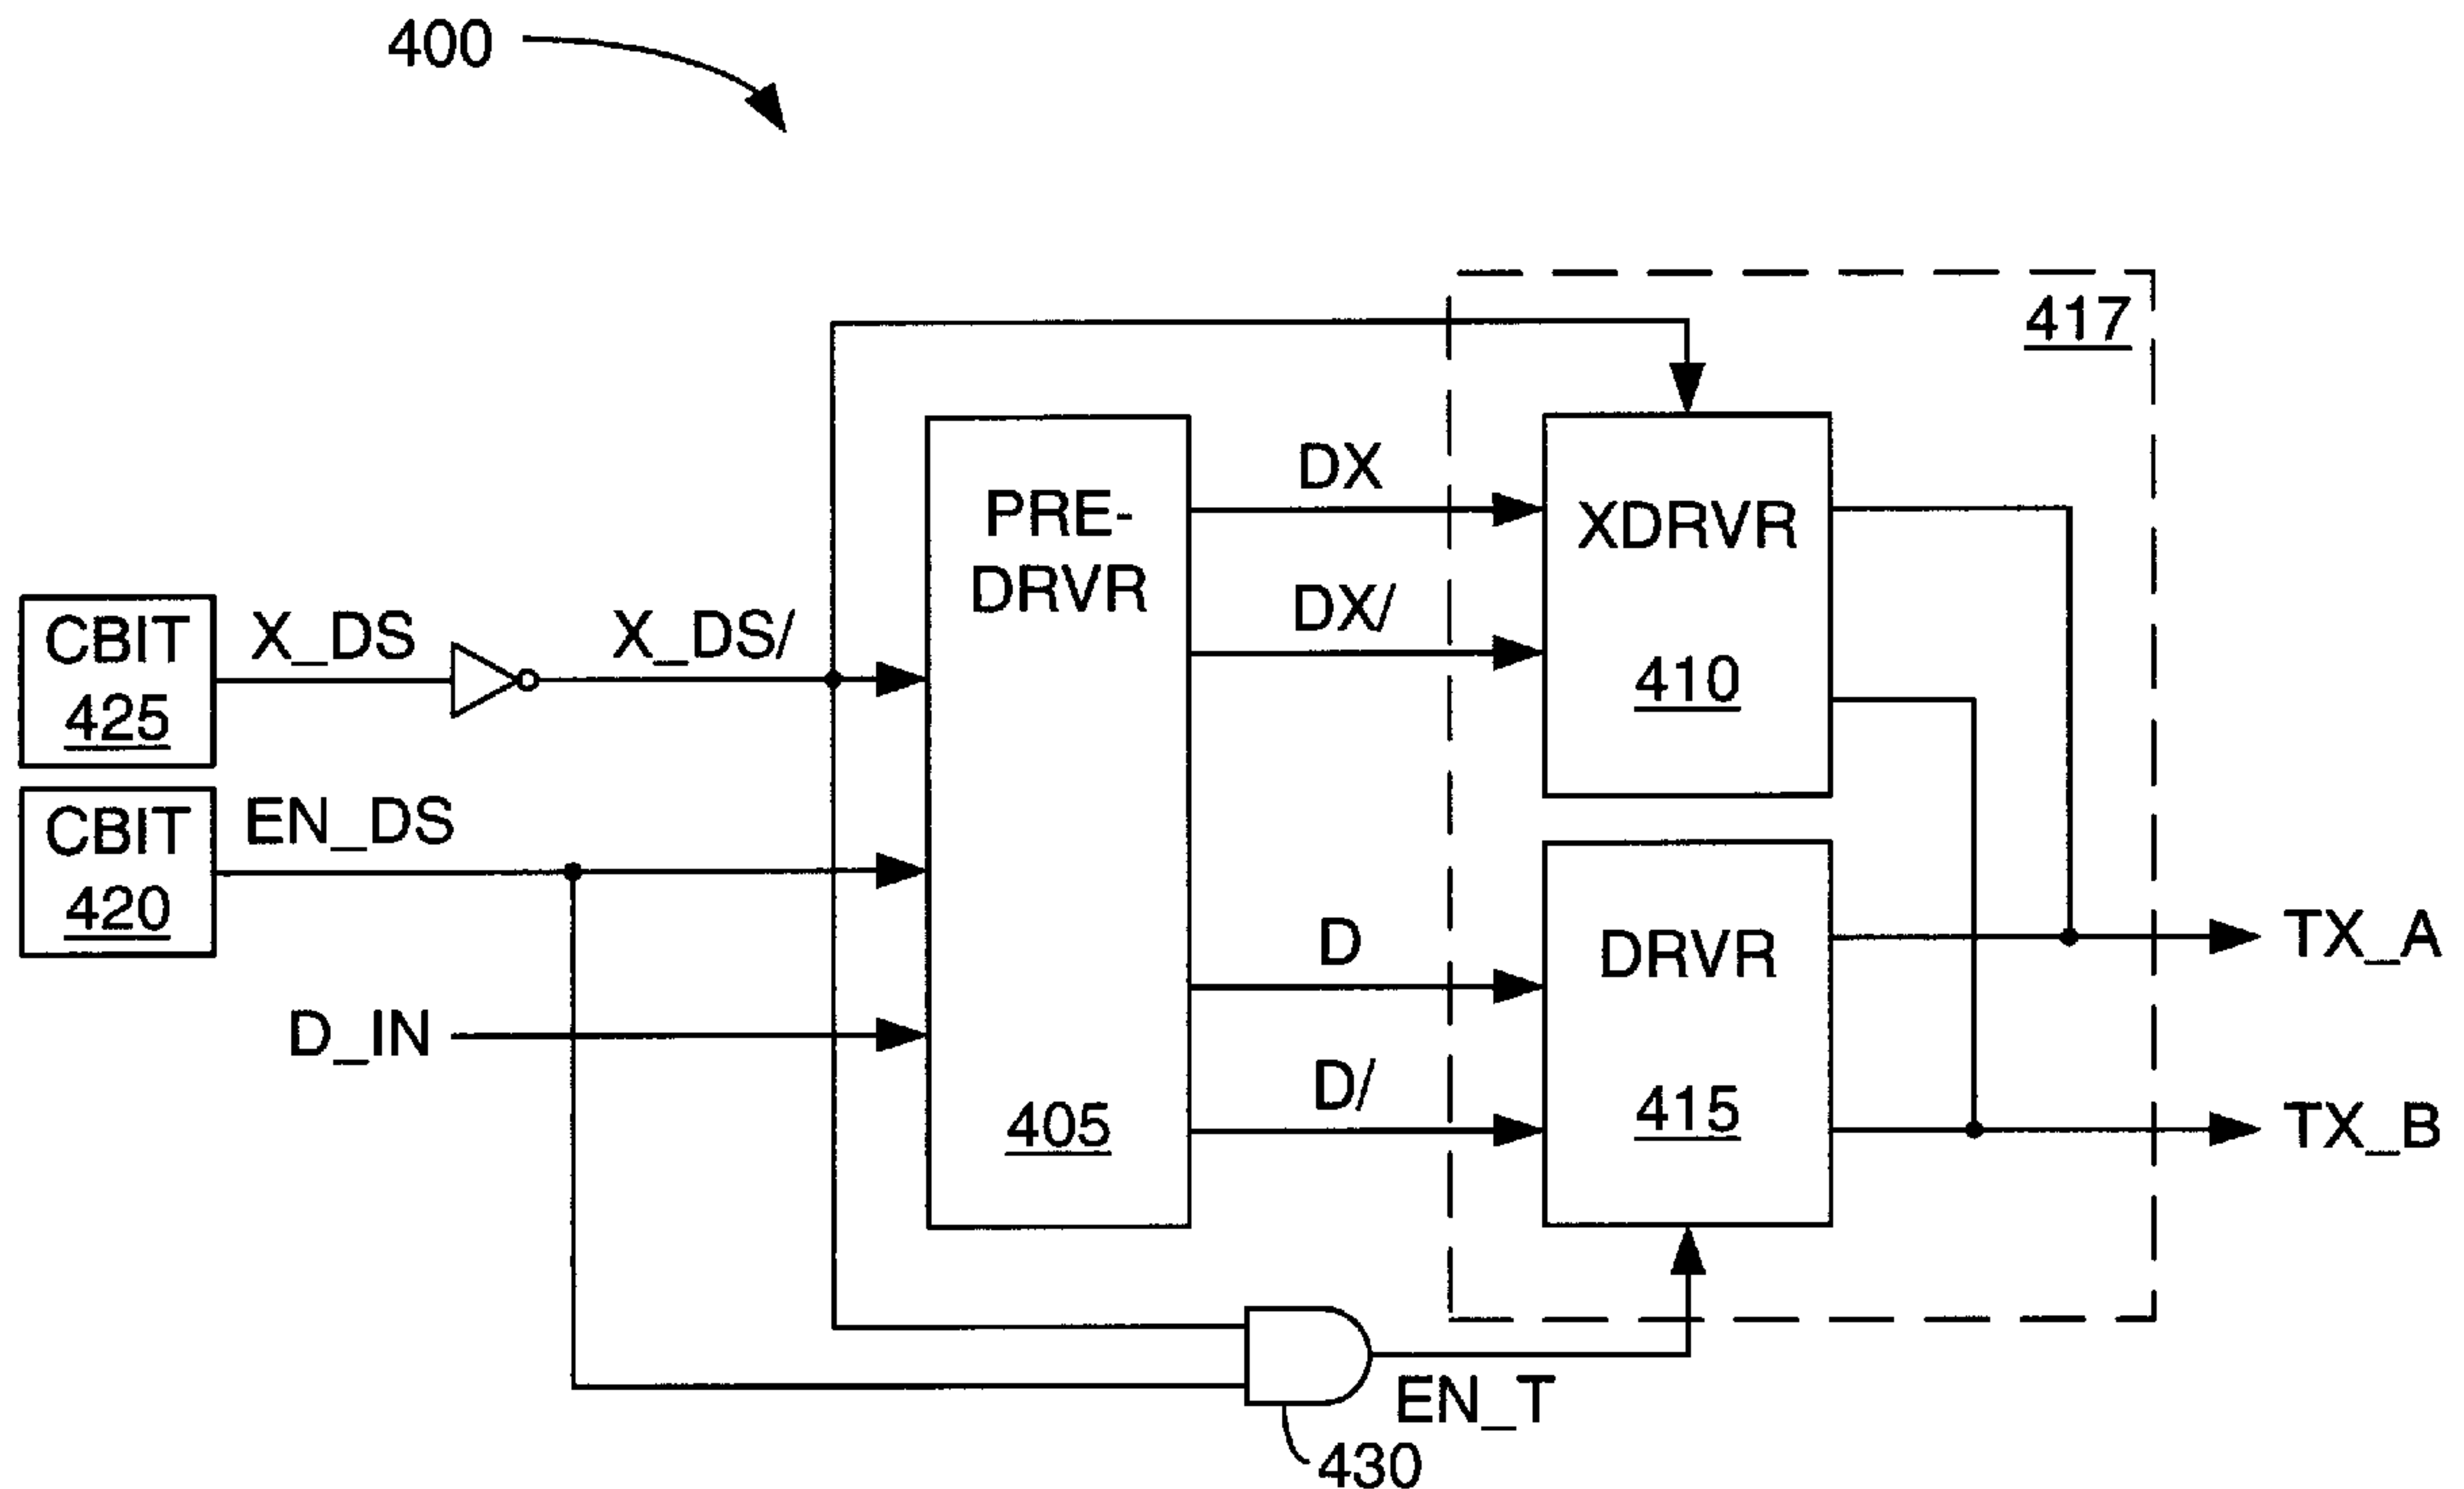 400
417
DX
XDRVR
PRE-
DRVR
DX/
CBIT
425
X_DS
X_DS/
410
CBIT
420
EN_DS
D
DRVR
TX_A
D_IN
D/
405
415
TX_B
EN_T
430